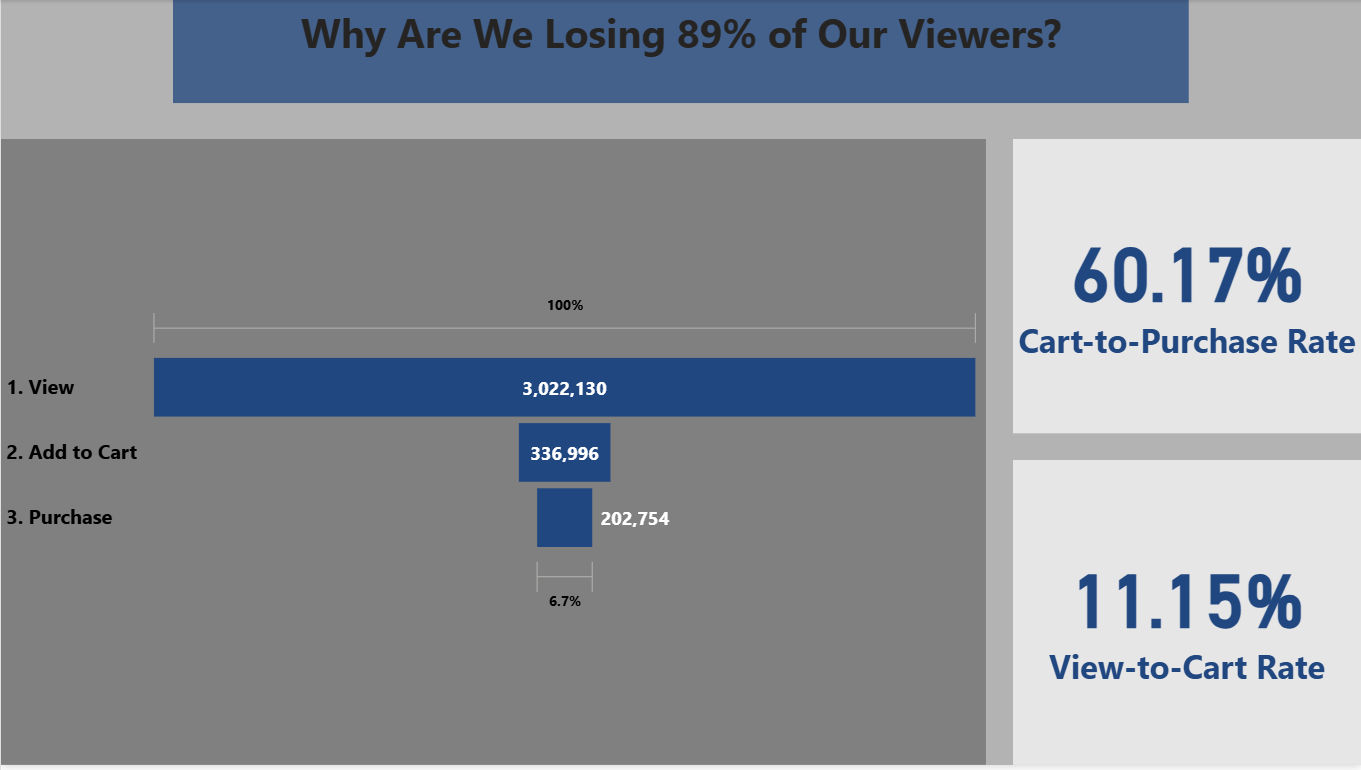 Why Are We Losing 89% of Our Viewers?
100%
1. View
3,022,130
2. Add to Cart
336,996
3. Purchase
202,754
6.7%
60.17%
Cart-to-Purchase Rate
11.15%
View-to-Cart Rate